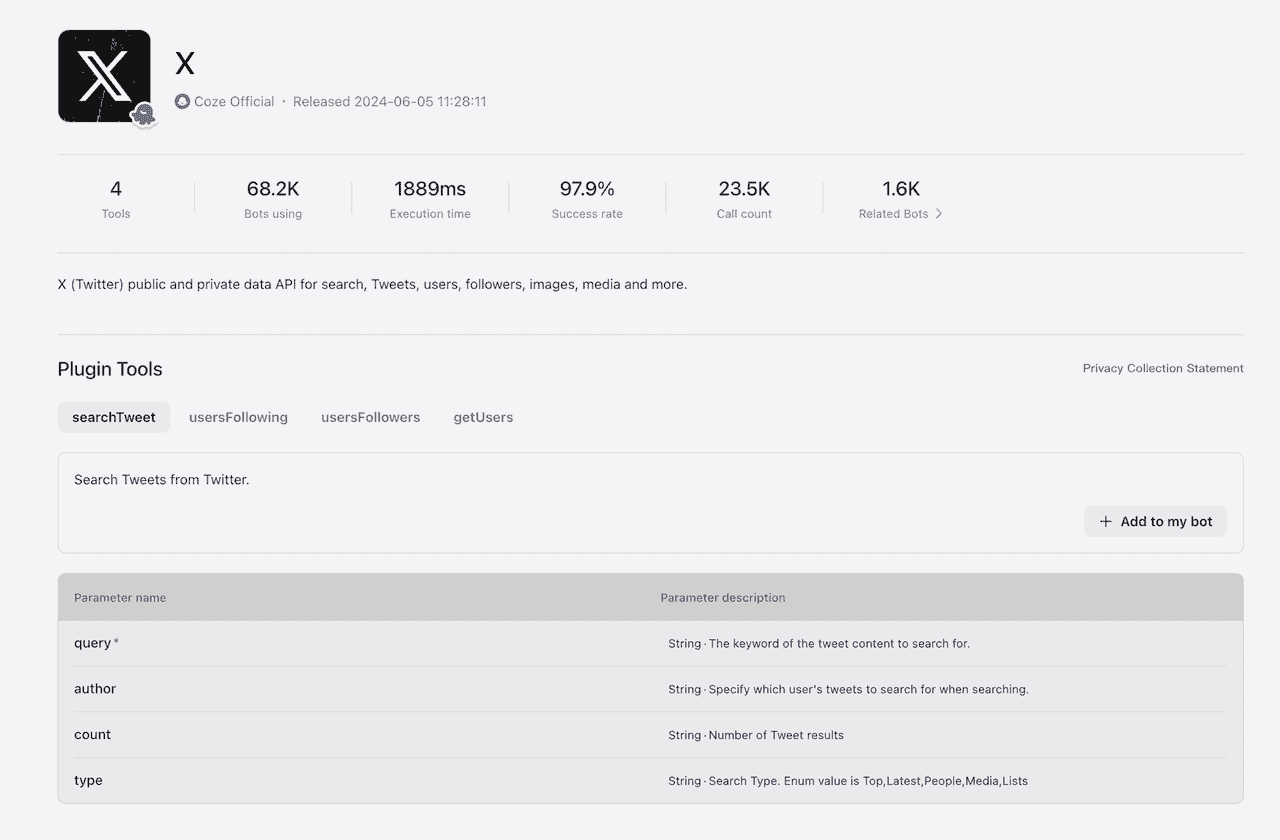 X
Coze Official • Released 2024-06-05 11:28:11
4 68.2K 1889ms 97.9% 23.5K 1.6K
Tools Bots using Execution time Success rate Call count Related Bots >
X (Twitter) public and private data API for search, Tweets, users, followers, images, media and more.
Plugin Tools Privacy Collection Statement
searchTweet usersFollowing usersFollowers getUsers
Search Tweets from Twitter.
+ Add to my bot
Parameter name Parameter description
query* String · The keyword of the tweet content to search for.
author String · Specify which user's tweets to search for when searching.
count String · Number of Tweet results
type String · Search Type. Enum value is Top,Latest,People,Media,Lists